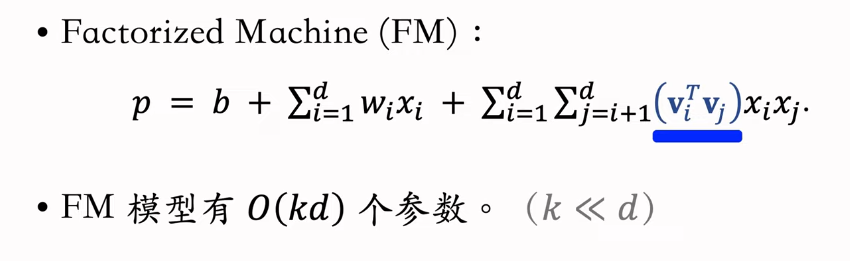 • Factorized Machine (FM)：
p = b + ∑ᵢ₌₁ᵈ wᵢxᵢ + ∑ᵢ₌₁ᵈ ∑ⱼ₌ᵢ₊₁ᵈ (vᵢᵀvⱼ)xᵢxⱼ.
• FM 模型有 O(kd) 个参数。（k ≪ d）